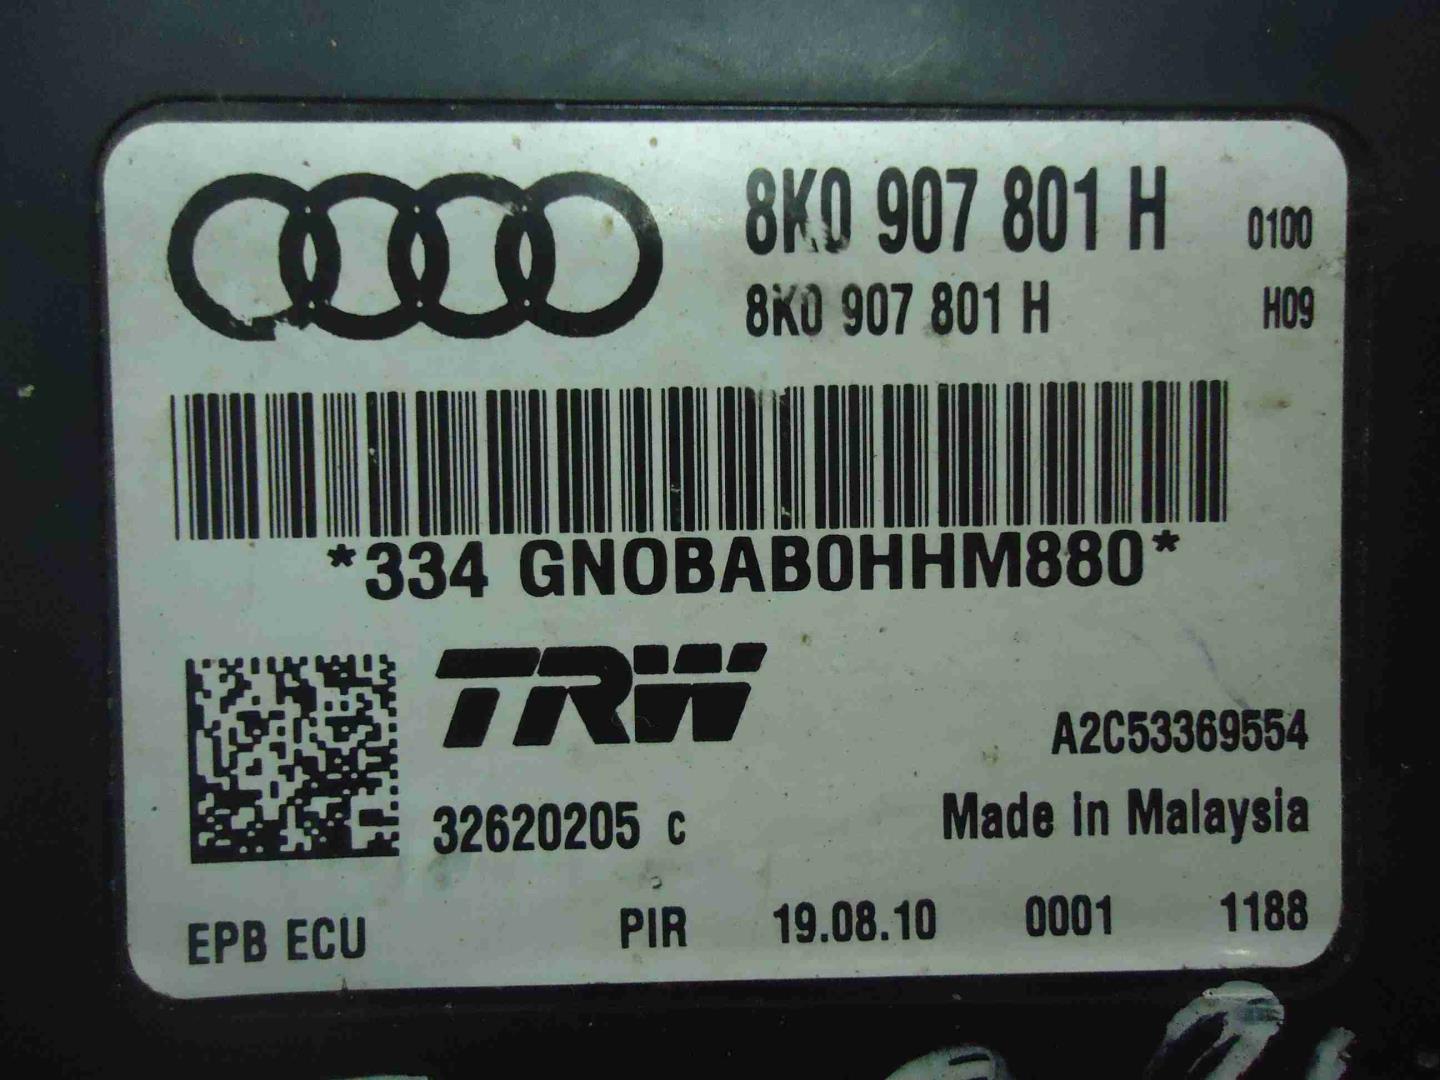 8K0 907 801 H 0100
8K0 907 801 H H09
*334 GNOBAB0HHM880*
TRW
A2C53369554
32620205 C
Made in Malaysia
EPB ECU PIR 19.08.10 0001 1188